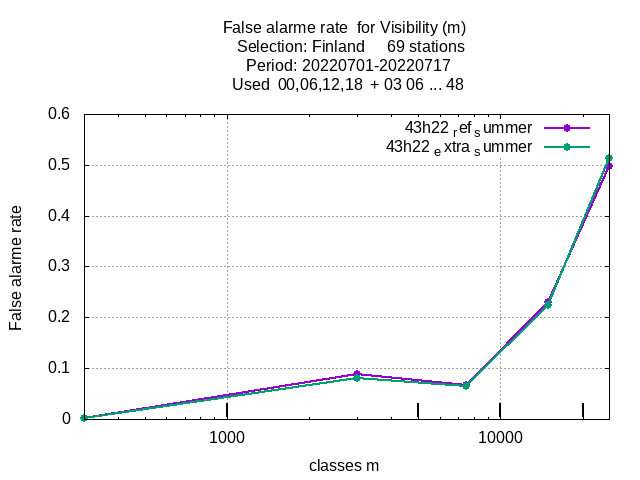 False alarme rate for Visibility (m)
Selection: Finland 69 stations
Period: 20220701-20220717
Used 00,06,12,18 + 03 06 ... 48
43h22 ref summer
43h22 extra summer
0.6
0.5
0.4
0.3
0.2
0.1
0
False alarme rate
1000
10000
classes m